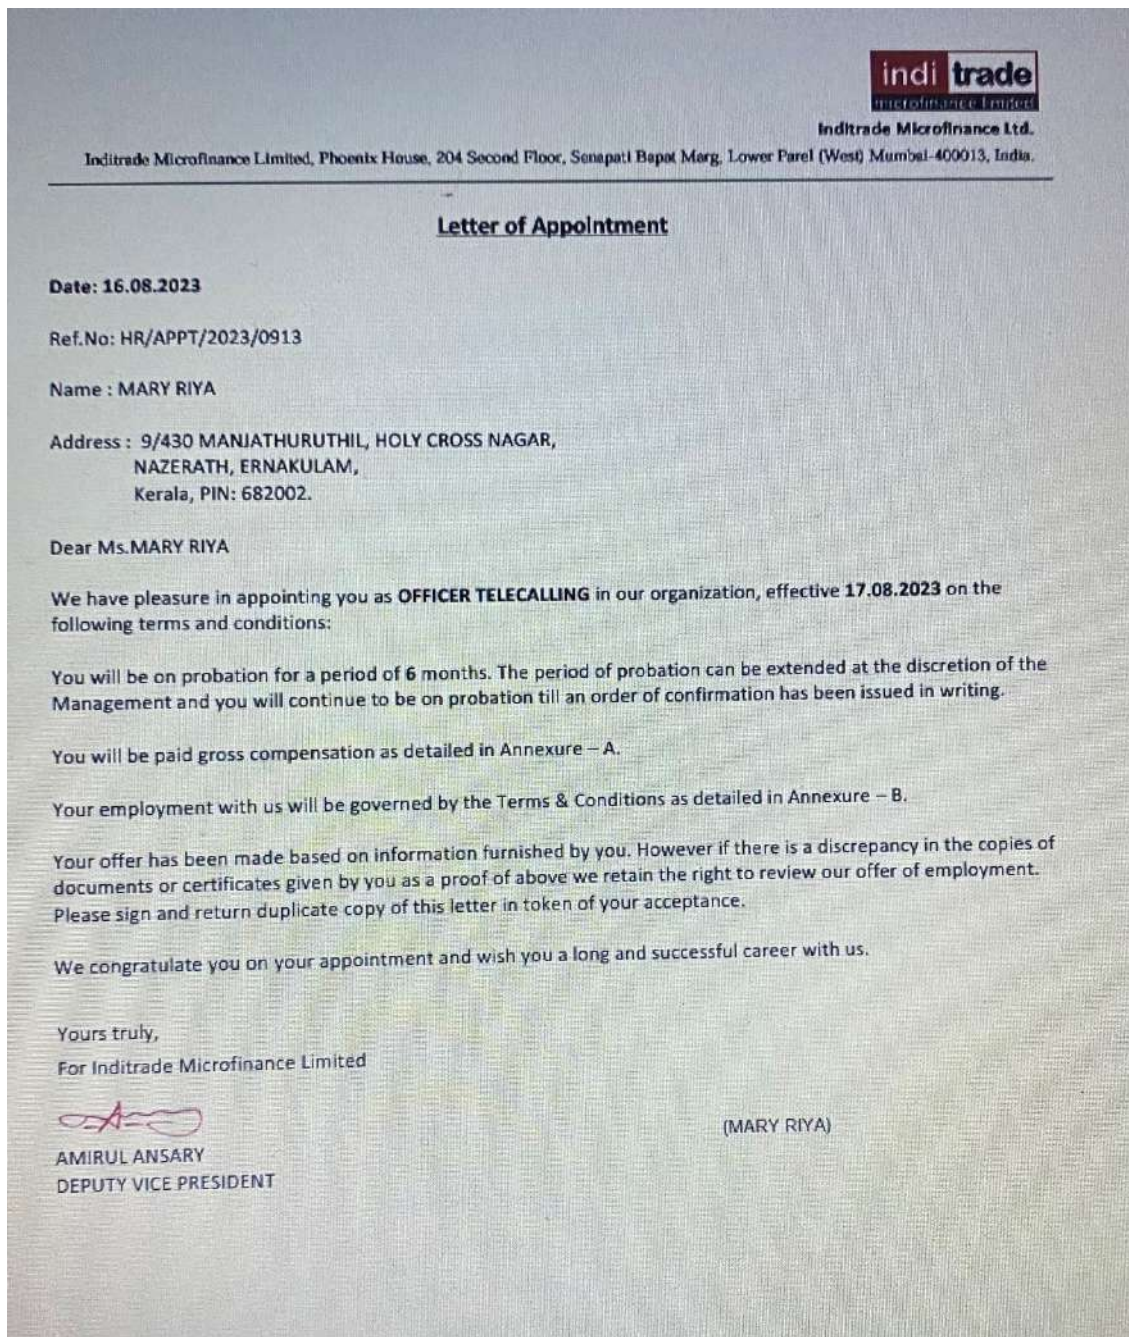 indi trade
microfinance limited
Inditrade Microfinance Ltd.
Inditrade Microfinance Limited, Phoenix House, 204 Second Floor, Senapati Bapat Marg, Lower Parel (West) Mumbai-400013, India.
Letter of Appointment
Date: 16.08.2023
Ref.No: HR/APPT/2023/0913
Name : MARY RIYA
Address : 9/430 MANJATHURUTHIL, HOLY CROSS NAGAR,
NAZERATH, ERNAKULAM,
Kerala, PIN: 682002.
Dear Ms.MARY RIYA
We have pleasure in appointing you as OFFICER TELECALLING in our organization, effective 17.08.2023 on the
following terms and conditions:
You will be on probation for a period of 6 months. The period of probation can be extended at the discretion of the
Management and you will continue to be on probation till an order of confirmation has been issued in writing.
You will be paid gross compensation as detailed in Annexure – A.
Your employment with us will be governed by the Terms & Conditions as detailed in Annexure – B.
Your offer has been made based on information furnished by you. However if there is a discrepancy in the copies of
documents or certificates given by you as a proof of above we retain the right to review our offer of employment.
Please sign and return duplicate copy of this letter in token of your acceptance.
We congratulate you on your appointment and wish you a long and successful career with us.
Yours truly,
For Inditrade Microfinance Limited
AMIRUL ANSARY
DEPUTY VICE PRESIDENT
(MARY RIYA)